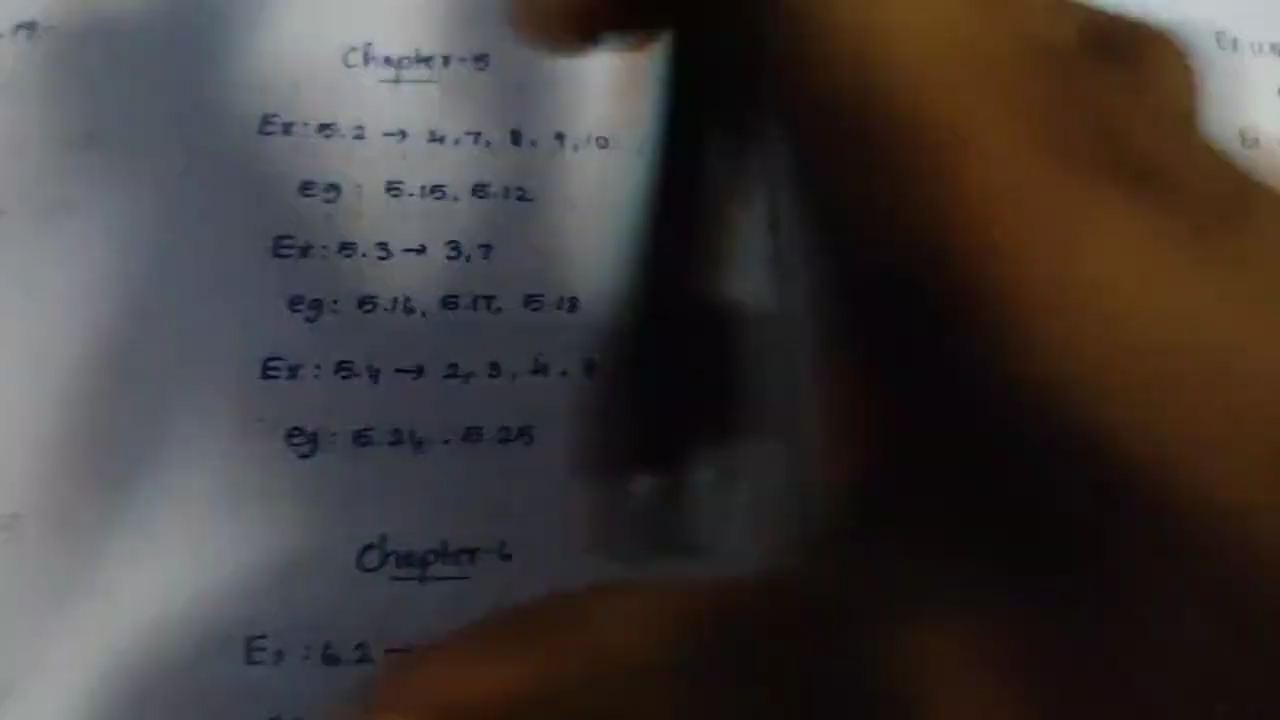 Chapter-5
Ex: 5.2 → 4, 7, 8, 9, 10
eg: 5.15, 5.12
Ex: 5.3 → 3, 7
eg: 5.16, 5.17, 5.18
Ex: 5.4 → 2, 3, 4,
eg: 5.24, 5.25
Chapter-6
Ex: 6.2 →